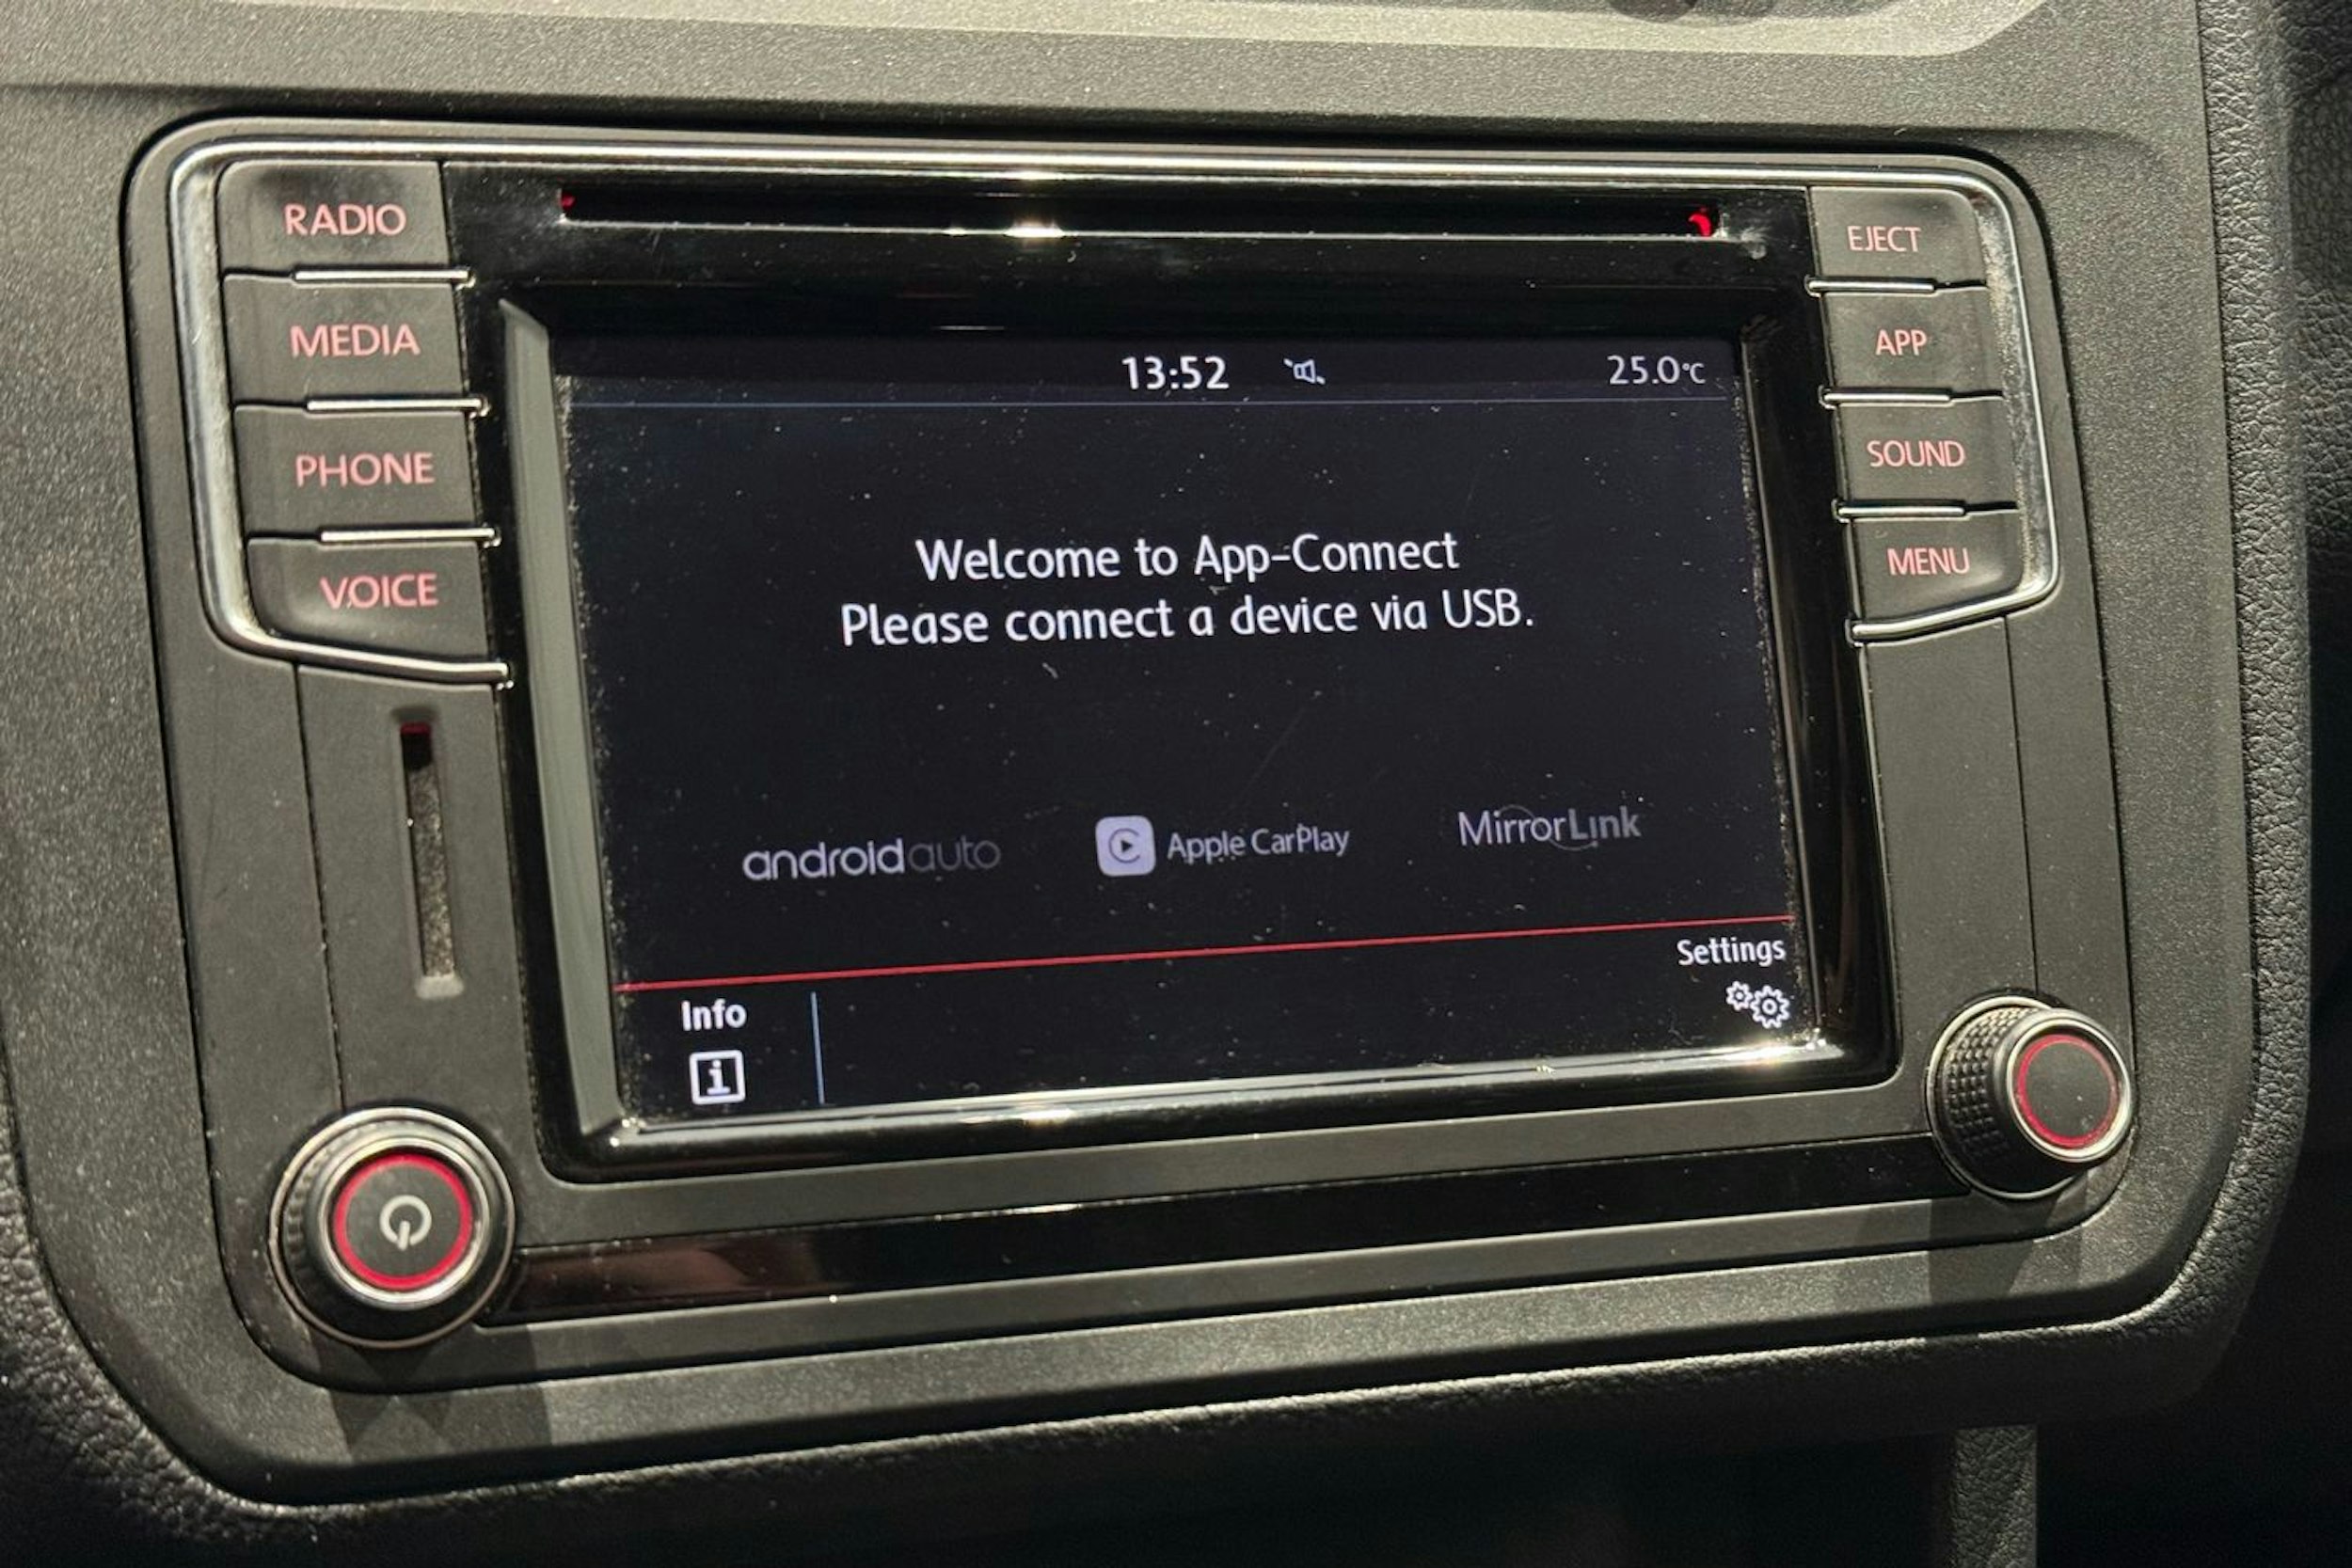 RADIO
MEDIA
PHONE
VOICE
EJECT
APP
SOUND
MENU
13:52
25.0°C
Welcome to App-Connect
Please connect a device via USB.
androidauto
Apple CarPlay
MirrorLink
Info
i
Settings